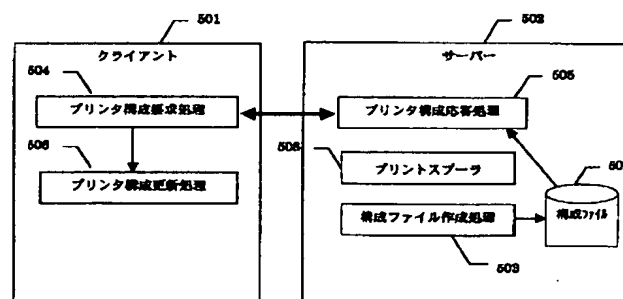 501
クライアント
504
プリンタ構成要求処理
506
プリンタ構成更新処理
502
サーバー
505
プリンタ構成応答処理
プリントスプーラ
構成ファイル作成処理
503
構成ファイル